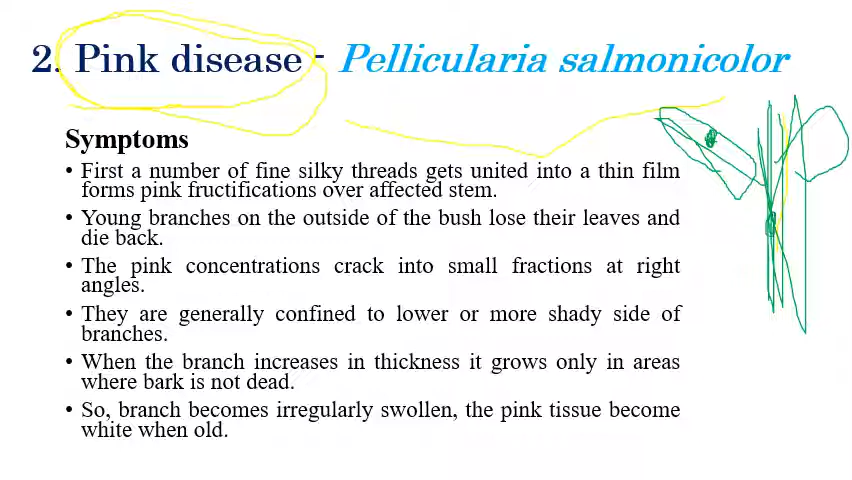 2. Pink disease - Pellicularia salmonicolor
Symptoms
• First a number of fine silky threads gets united into a thin film
forms pink fructifications over affected stem.
• Young branches on the outside of the bush lose their leaves and
die back.
• The pink concentrations crack into small fractions at right
angles.
• They are generally confined to lower or more shady side of
branches.
• When the branch increases in thickness it grows only in areas
where bark is not dead.
• So, branch becomes irregularly swollen, the pink tissue become
white when old.